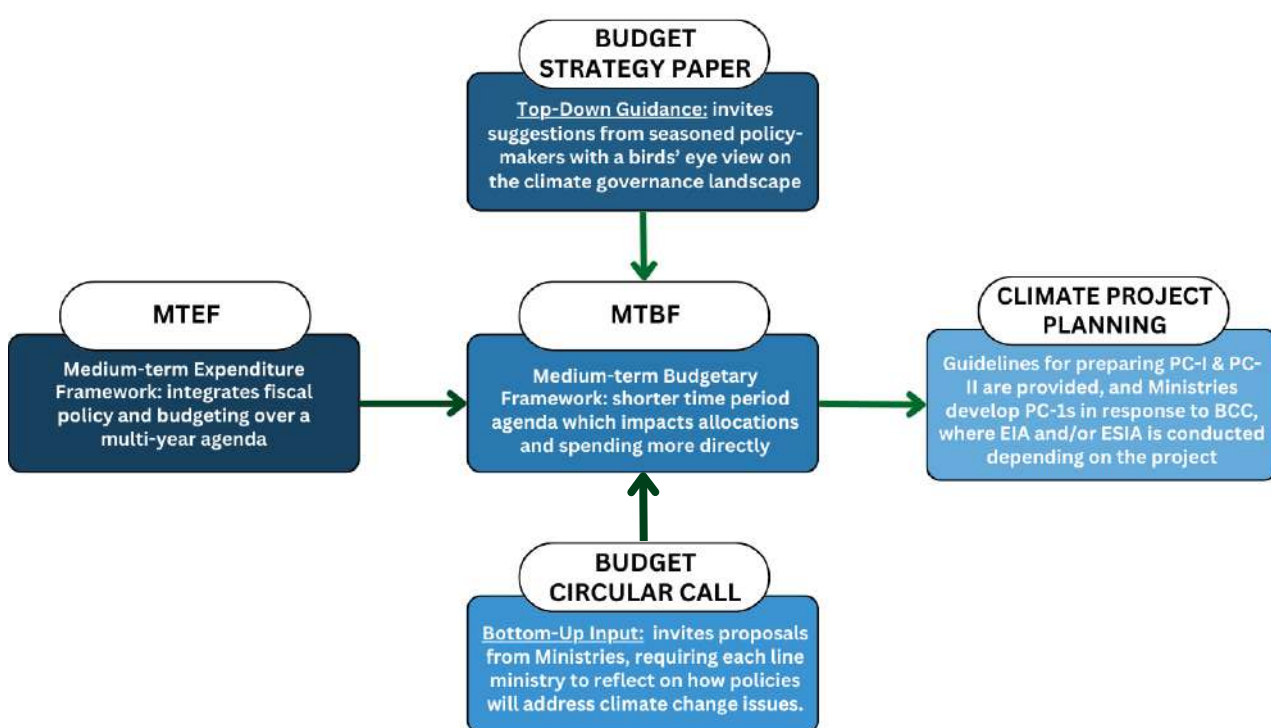 BUDGET
STRATEGY PAPER
Top-Down Guidance: invites
suggestions from seasoned policy-
makers with a birds' eye view on
the climate governance landscape
MTEF
Medium-term Expenditure
Framework: integrates fiscal
policy and budgeting over a
multi-year agenda
MTBF
Medium-term Budgetary
Framework: shorter time period
agenda which impacts allocations
and spending more directly
CLIMATE PROJECT
PLANNING
Guidelines for preparing PC-I & PC-
II are provided, and Ministries
develop PC-1s in response to BCC,
where EIA and/or ESIA is conducted
depending on the project
BUDGET
CIRCULAR CALL
Bottom-Up Input: invites proposals
from Ministries, requiring each line
ministry to reflect on how policies
will address climate change issues.